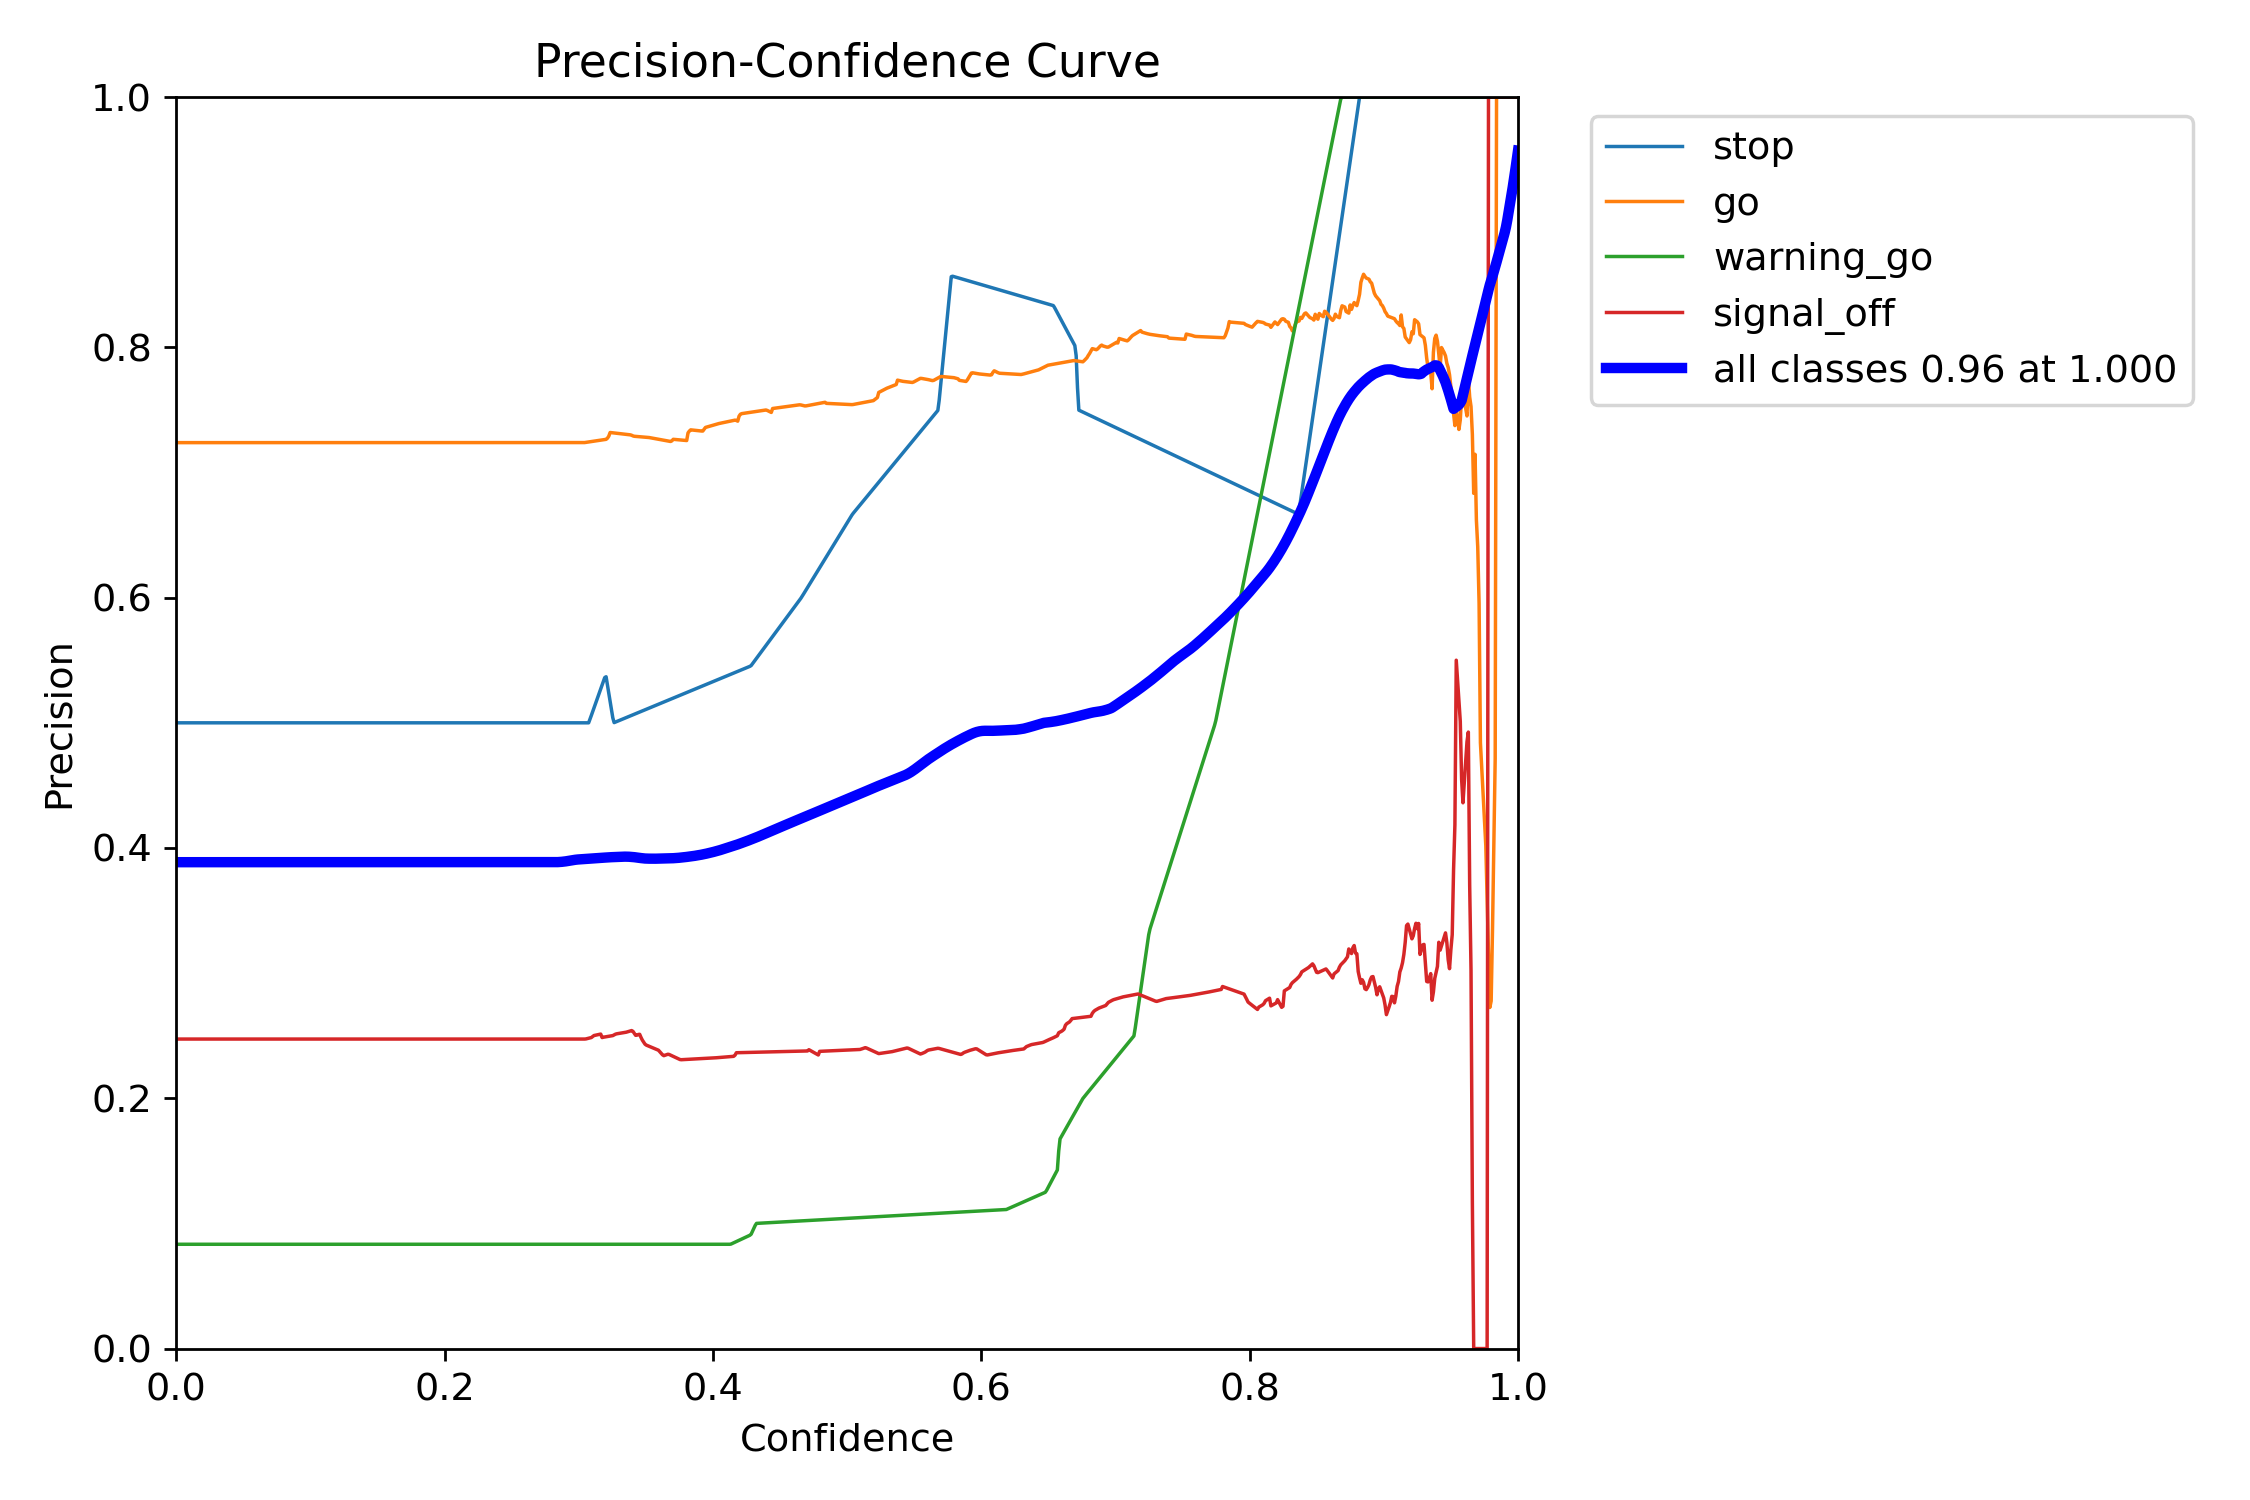 Precision-Confidence Curve
1.0
0.8
0.6
0.4
0.2
0.0
Precision
0.0 0.2 0.4 0.6 0.8 1.0
Confidence
stop
go
warning_go
signal_off
all classes 0.96 at 1.000